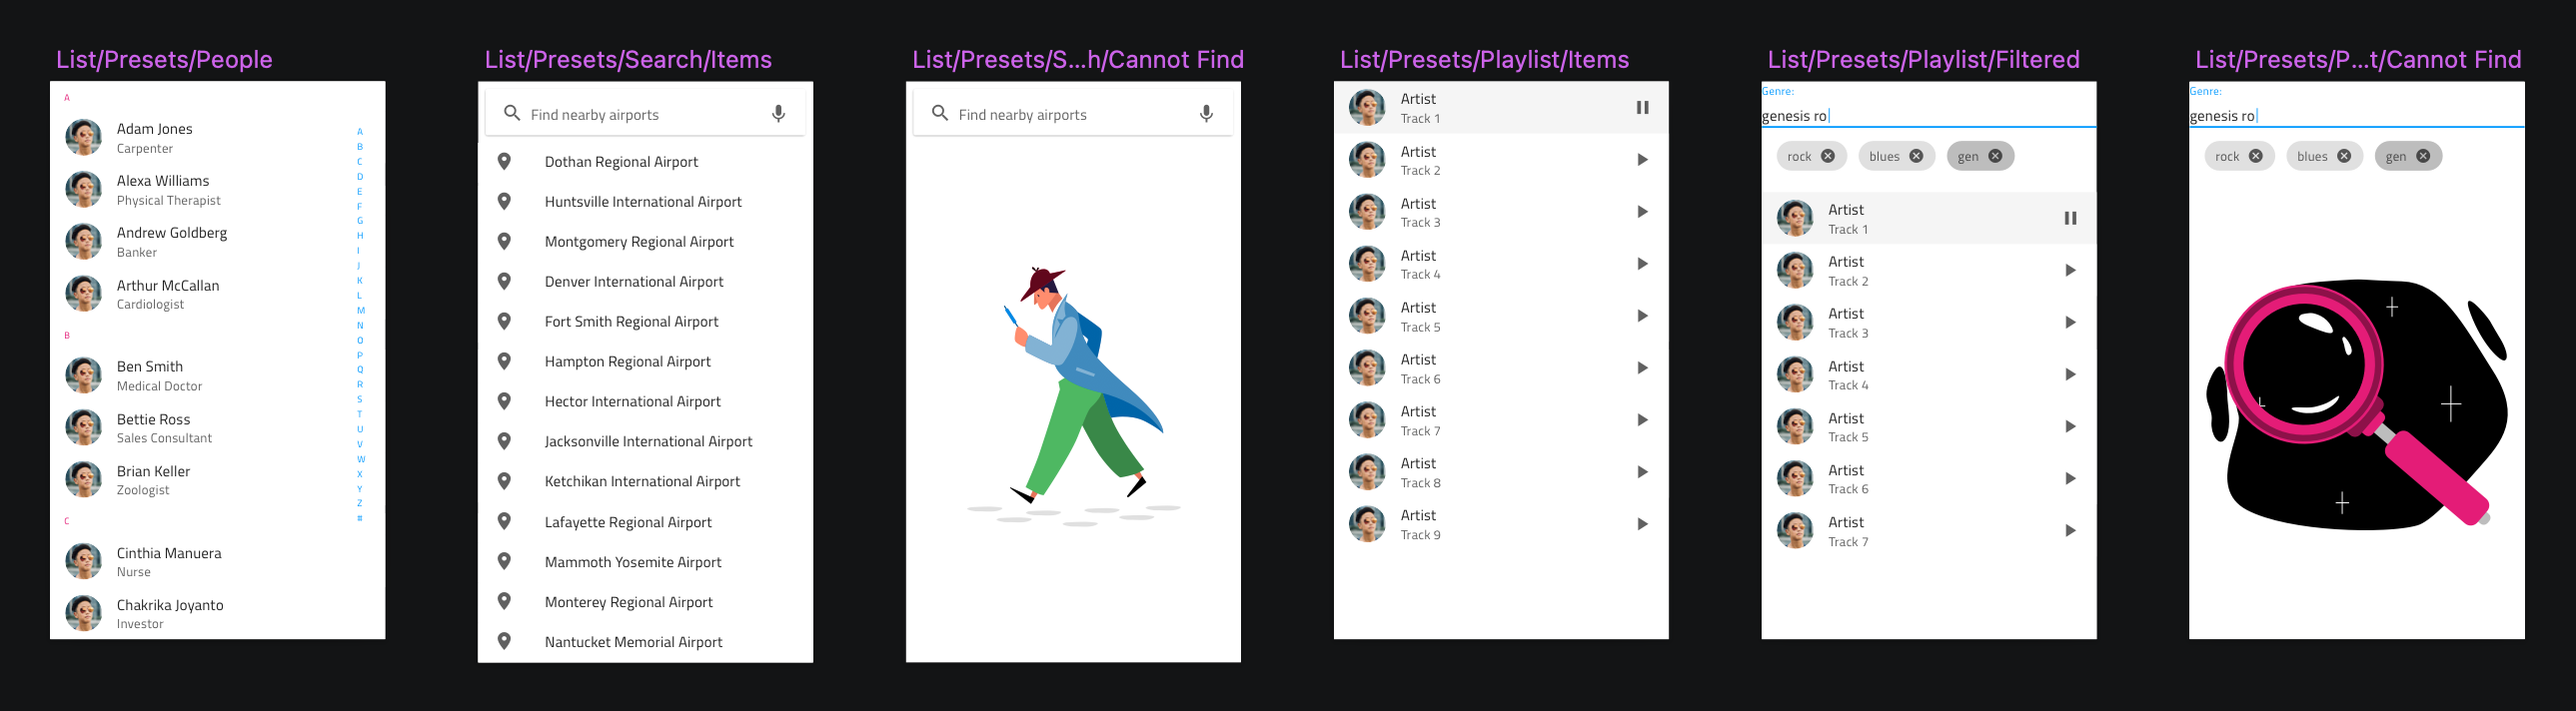 List/Presets/People
A
Adam Jones
Carpenter
Alexa Williams
Physical Therapist
Andrew Goldberg
Banker
Arthur McCallan
Cardiologist
B
Ben Smith
Medical Doctor
Bettie Ross
Sales Consultant
Brian Keller
Zoologist
C
Cinthia Manuera
Nurse
Chakrika Joyanto
Investor
A
B
C
D
E
F
G
H
I
J
K
L
M
N
O
P
Q
R
S
T
U
V
W
X
Y
Z
#
List/Presets/Search/Items
Find nearby airports
Dothan Regional Airport
Huntsville International Airport
Montgomery Regional Airport
Denver International Airport
Fort Smith Regional Airport
Hampton Regional Airport
Hector International Airport
Jacksonville International Airport
Ketchikan International Airport
Lafayette Regional Airport
Mammoth Yosemite Airport
Monterey Regional Airport
Nantucket Memorial Airport
List/Presets/S...h/Cannot Find
Find nearby airports
List/Presets/Playlist/Items
Artist
Track 1
Artist
Track 2
Artist
Track 3
Artist
Track 4
Artist
Track 5
Artist
Track 6
Artist
Track 7
Artist
Track 8
Artist
Track 9
List/Presets/Playlist/Filtered
Genre:
genesis ro
rock blues gen
Artist
Track 1
Artist
Track 2
Artist
Track 3
Artist
Track 4
Artist
Track 5
Artist
Track 6
Artist
Track 7
List/Presets/P...t/Cannot Find
Genre:
genesis ro
rock blues gen